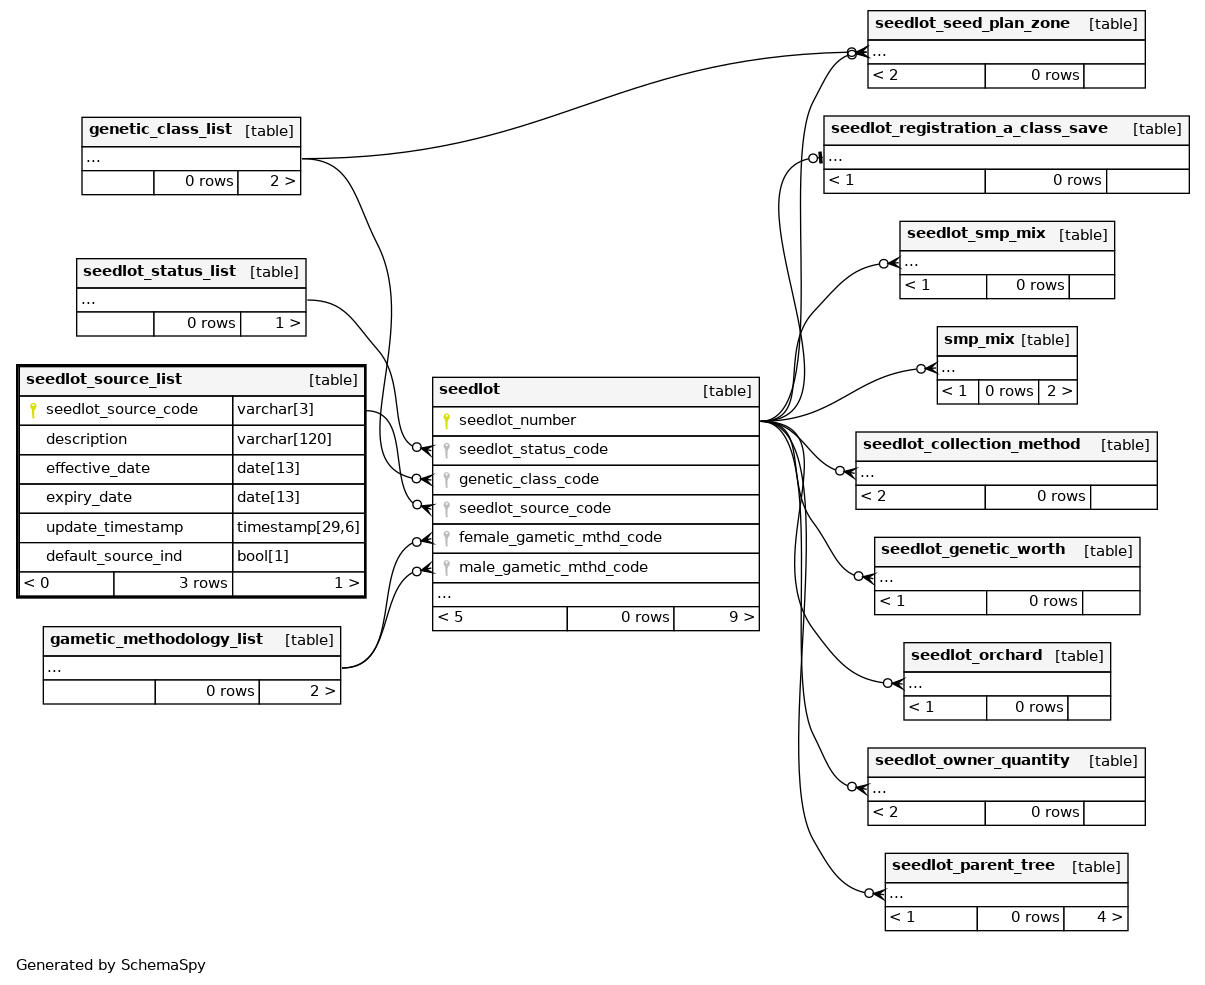 seedlot_seed_plan_zone [table]
...
< 2 0 rows
genetic_class_list [table]
...
0 rows 2 >
seedlot_registration_a_class_save [table]
...
< 1 0 rows
seedlot_smp_mix [table]
...
< 1 0 rows
seedlot_status_list [table]
...
0 rows 1 >
smp_mix [table]
...
< 1 0 rows 2 >
seedlot_source_list [table]
seedlot_source_code varchar[3]
description varchar[120]
effective_date date[13]
expiry_date date[13]
update_timestamp timestamp[29,6]
default_source_ind bool[1]
< 0 3 rows 1 >
seedlot [table]
seedlot_number
seedlot_status_code
genetic_class_code
seedlot_source_code
female_gametic_mthd_code
male_gametic_mthd_code
...
< 5 0 rows 9 >
seedlot_collection_method [table]
...
< 2 0 rows
seedlot_genetic_worth [table]
...
< 1 0 rows
gametic_methodology_list [table]
...
0 rows 2 >
seedlot_orchard [table]
...
< 1 0 rows
seedlot_owner_quantity [table]
...
< 2 0 rows
seedlot_parent_tree [table]
...
< 1 0 rows 4 >
Generated by SchemaSpy